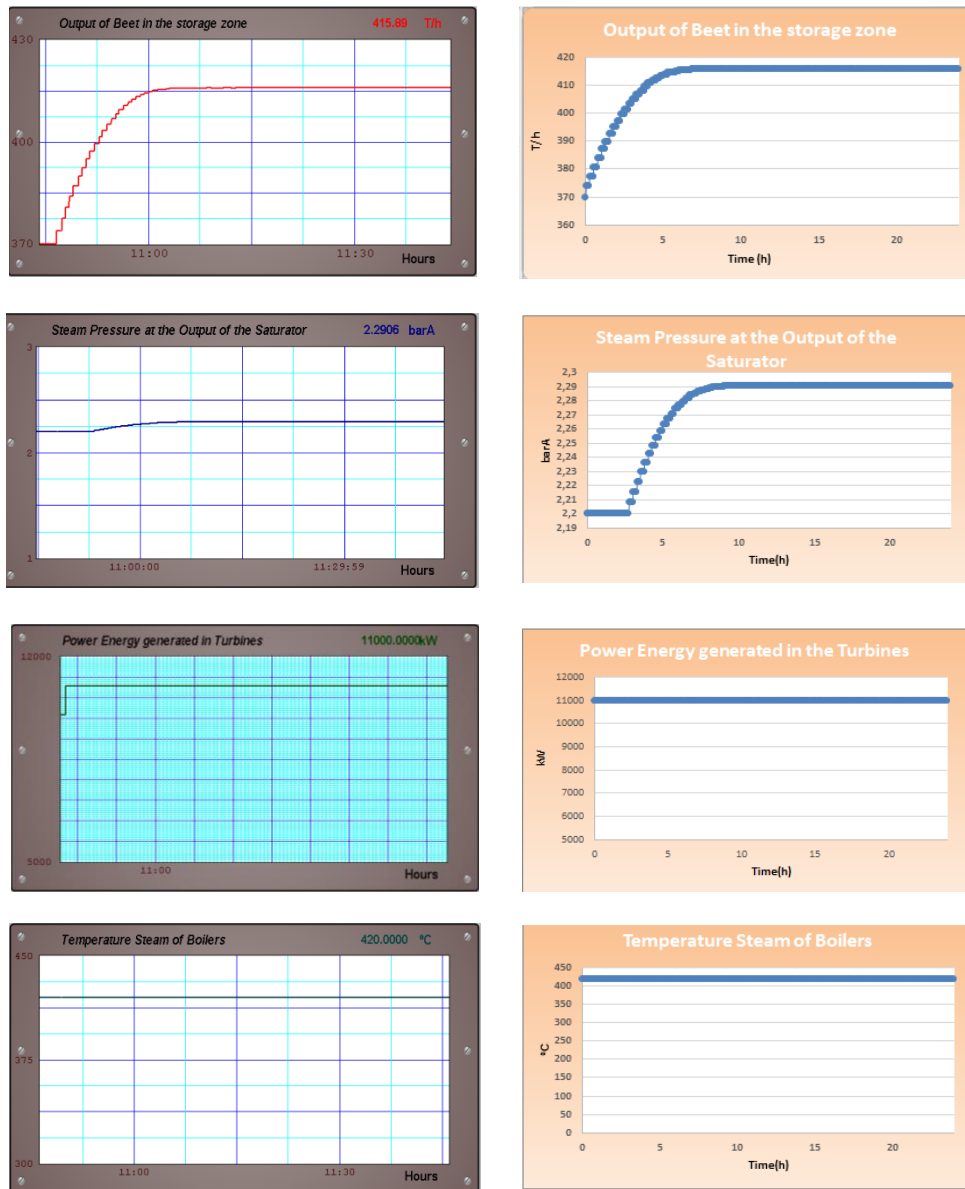 Output of Beet in the storage zone 415.89 T/h
430
400
370
11:00 11:30 Hours
Output of Beet in the storage zone
420
410
400
390
380
370
360
T/h
0 5 10 15 20
Time (h)
Steam Pressure at the Output of the Saturator 2.2906 barA
3
2
1
11:00:00 11:29:59 Hours
Steam Pressure at the Output of the
Saturator
2,3
2,29
2,28
2,27
2,26
2,25
2,24
2,23
2,22
2,21
2,2
2,19
barA
0 5 10 15 20
Time(h)
Power Energy generated in Turbines 11000.0000kW
12000
5000
11:00 Hours
Power Energy generated in the Turbines
12000
11000
10000
9000
8000
7000
6000
5000
kW
0 5 10 15 20
Time(h)
Temperature Steam of Boilers 420.0000 ºC
450
375
300
11:00 11:30 Hours
Temperature Steam of Boilers
450
400
350
300
250
200
150
100
50
0
ºC
0 5 10 15 20
Time(h)